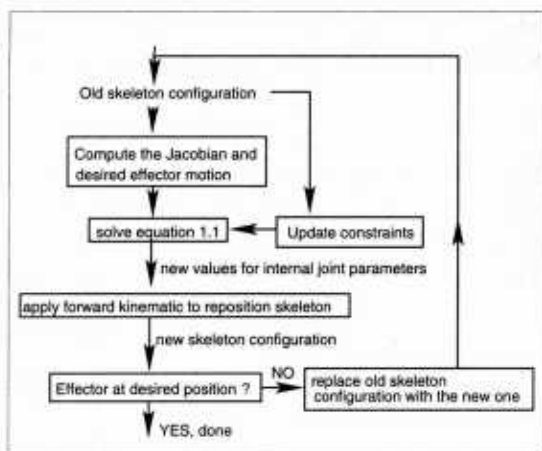 Old skeleton configuration
Compute the Jacobian and
desired effector motion
solve equation 1.1
Update constraints
new values for internal joint parameters
apply forward kinematic to reposition skeleton
new skeleton configuration
Effector at desired position ?
NO
replace old skeleton
configuration with the new one
YES, done